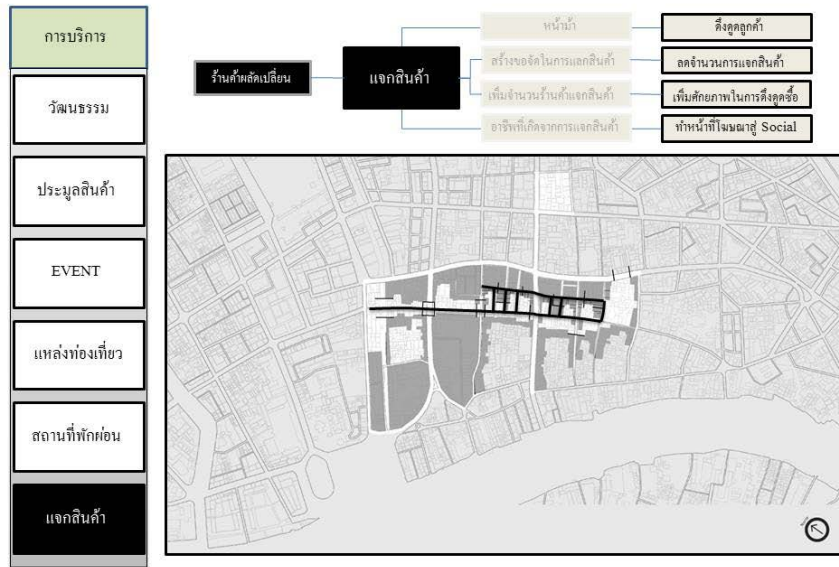 การบริการ
วัฒนธรรม
ประมูลสินค้า
EVENT
แหล่งท่องเที่ยว
สถานที่พักผ่อน
แจกสินค้า
ร้านค้าผลัดเปลี่ยน
แจกสินค้า
หน้าม้า
ดึงดูดลูกค้า
สร้างขอจัดในการแลกสินค้า
ลดจำนวนการแจกสินค้า
เพิ่มจำนวนร้านค้าแจกสินค้า
เพิ่มศักยภาพในการดึงดูดซื้อ
อาชีพที่เกิดจากการแจกสินค้า
ทำหน้าที่โฆษณาสู่ Social